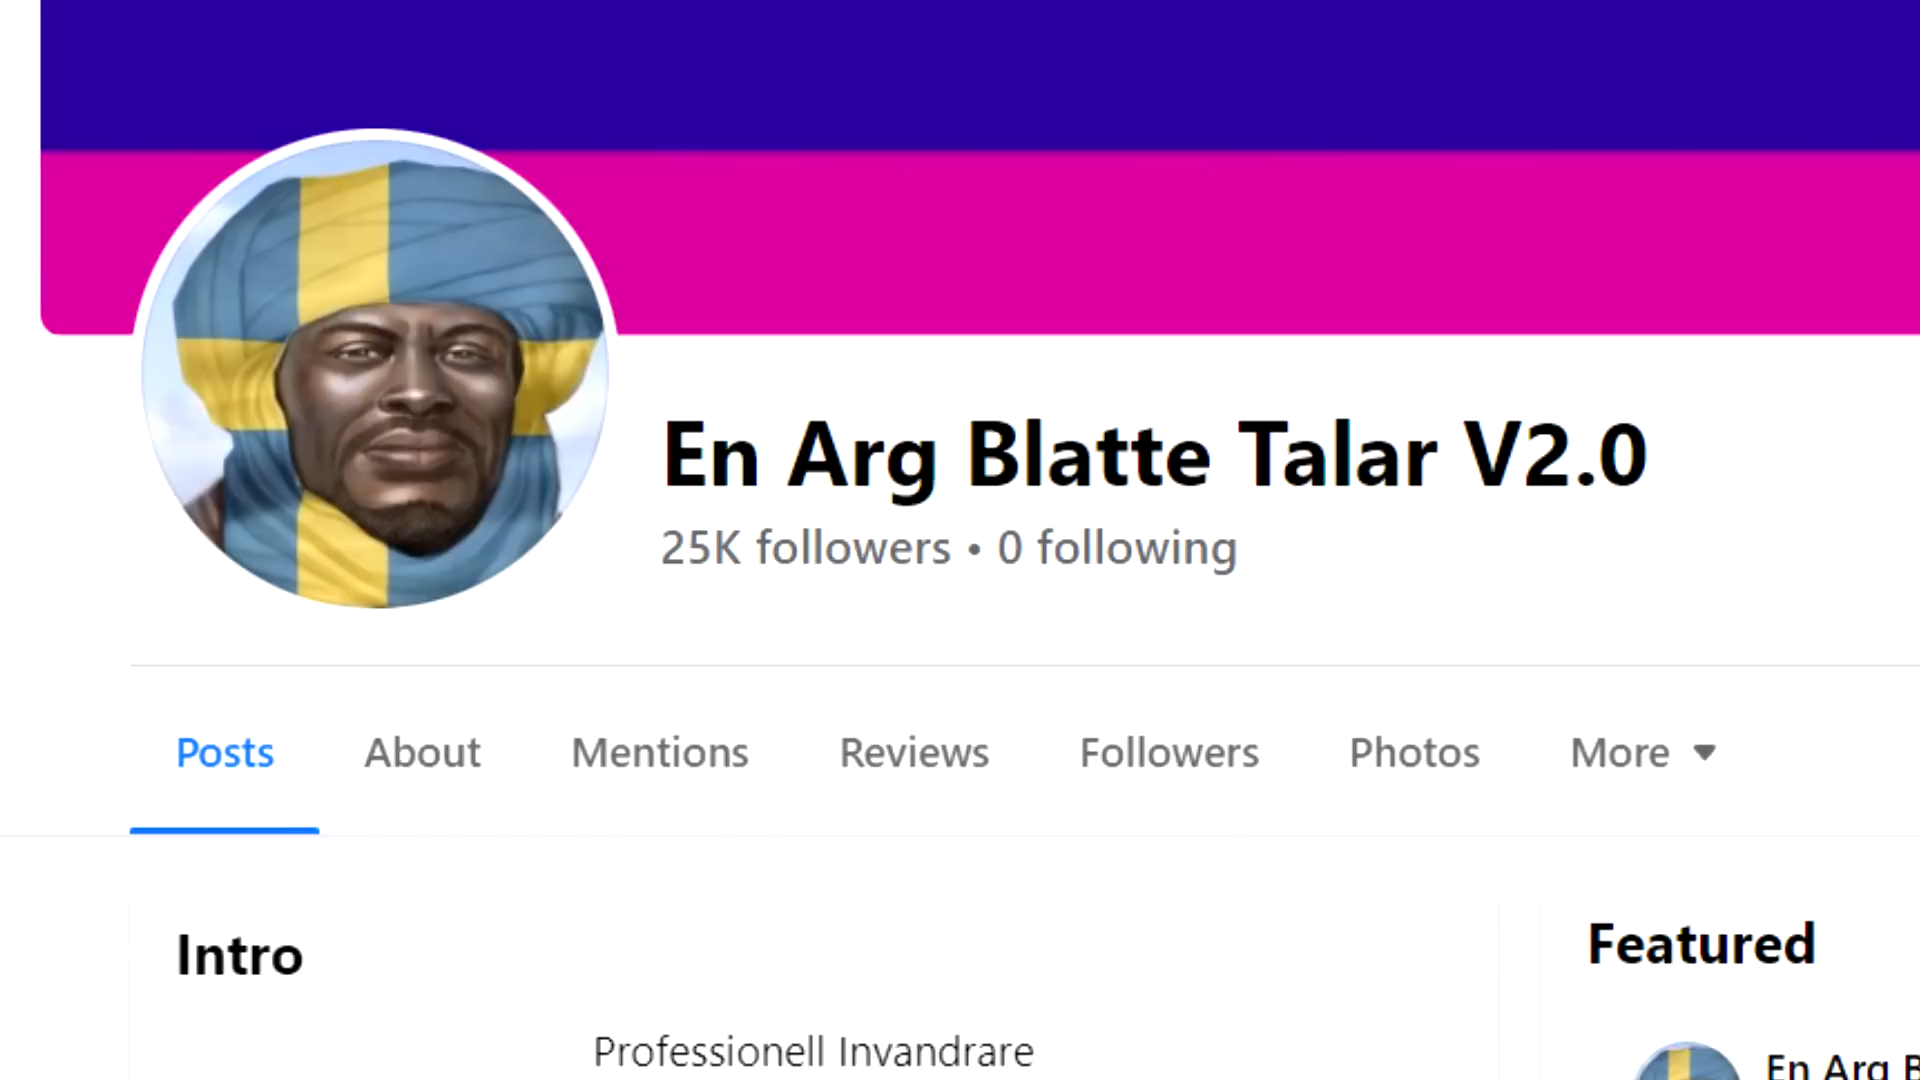 En Arg Blatte Talar V2.0
25K followers • 0 following
Posts About Mentions Reviews Followers Photos More
Intro
Professionell Invandrare
Featured
En Arg B